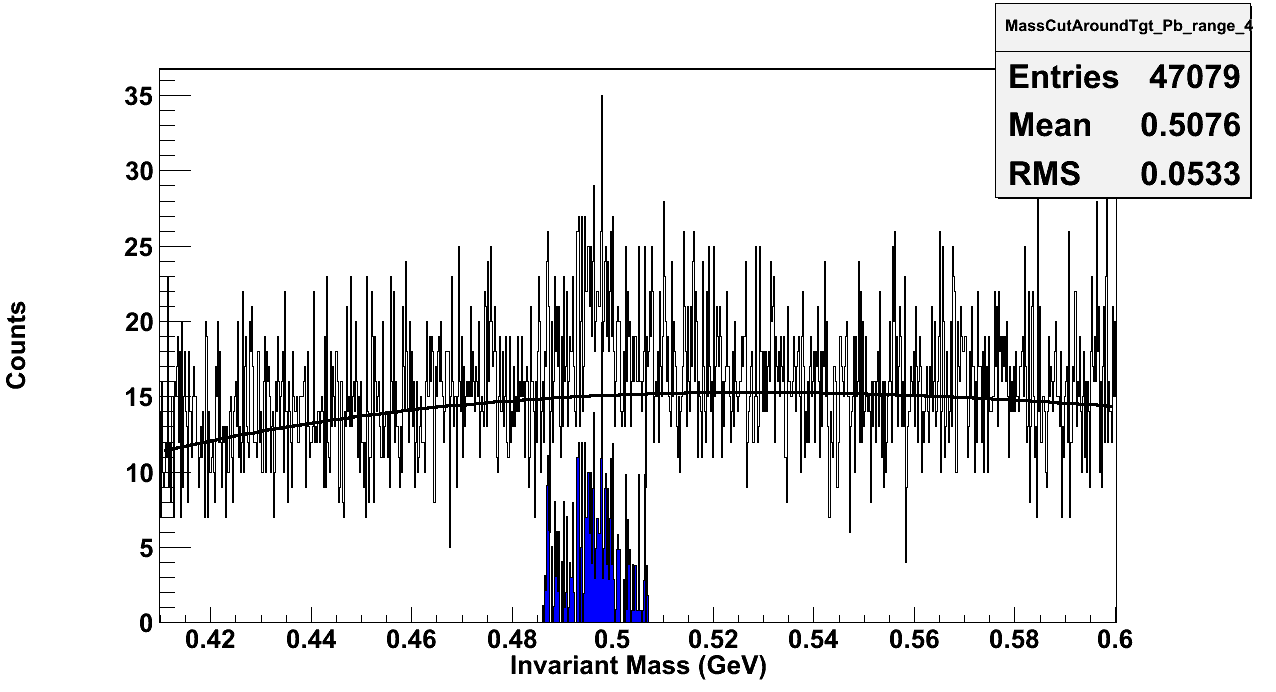 MassCutAroundTgt_Pb_range_4
Entries 47079
Mean 0.5076
RMS 0.0533
Counts
35
30
25
20
15
10
5
0
0.42 0.44 0.46 0.48 0.5 0.52 0.54 0.56 0.58 0.6
Invariant Mass (GeV)